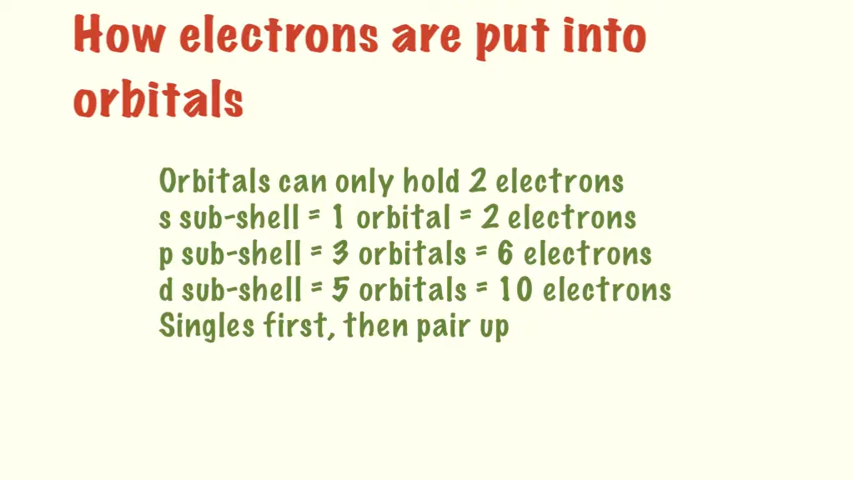 How electrons are put into
orbitals
Orbitals can only hold 2 electrons
s sub-shell = 1 orbital = 2 electrons
p sub-shell = 3 orbitals = 6 electrons
d sub-shell = 5 orbitals = 10 electrons
Singles first, then pair up